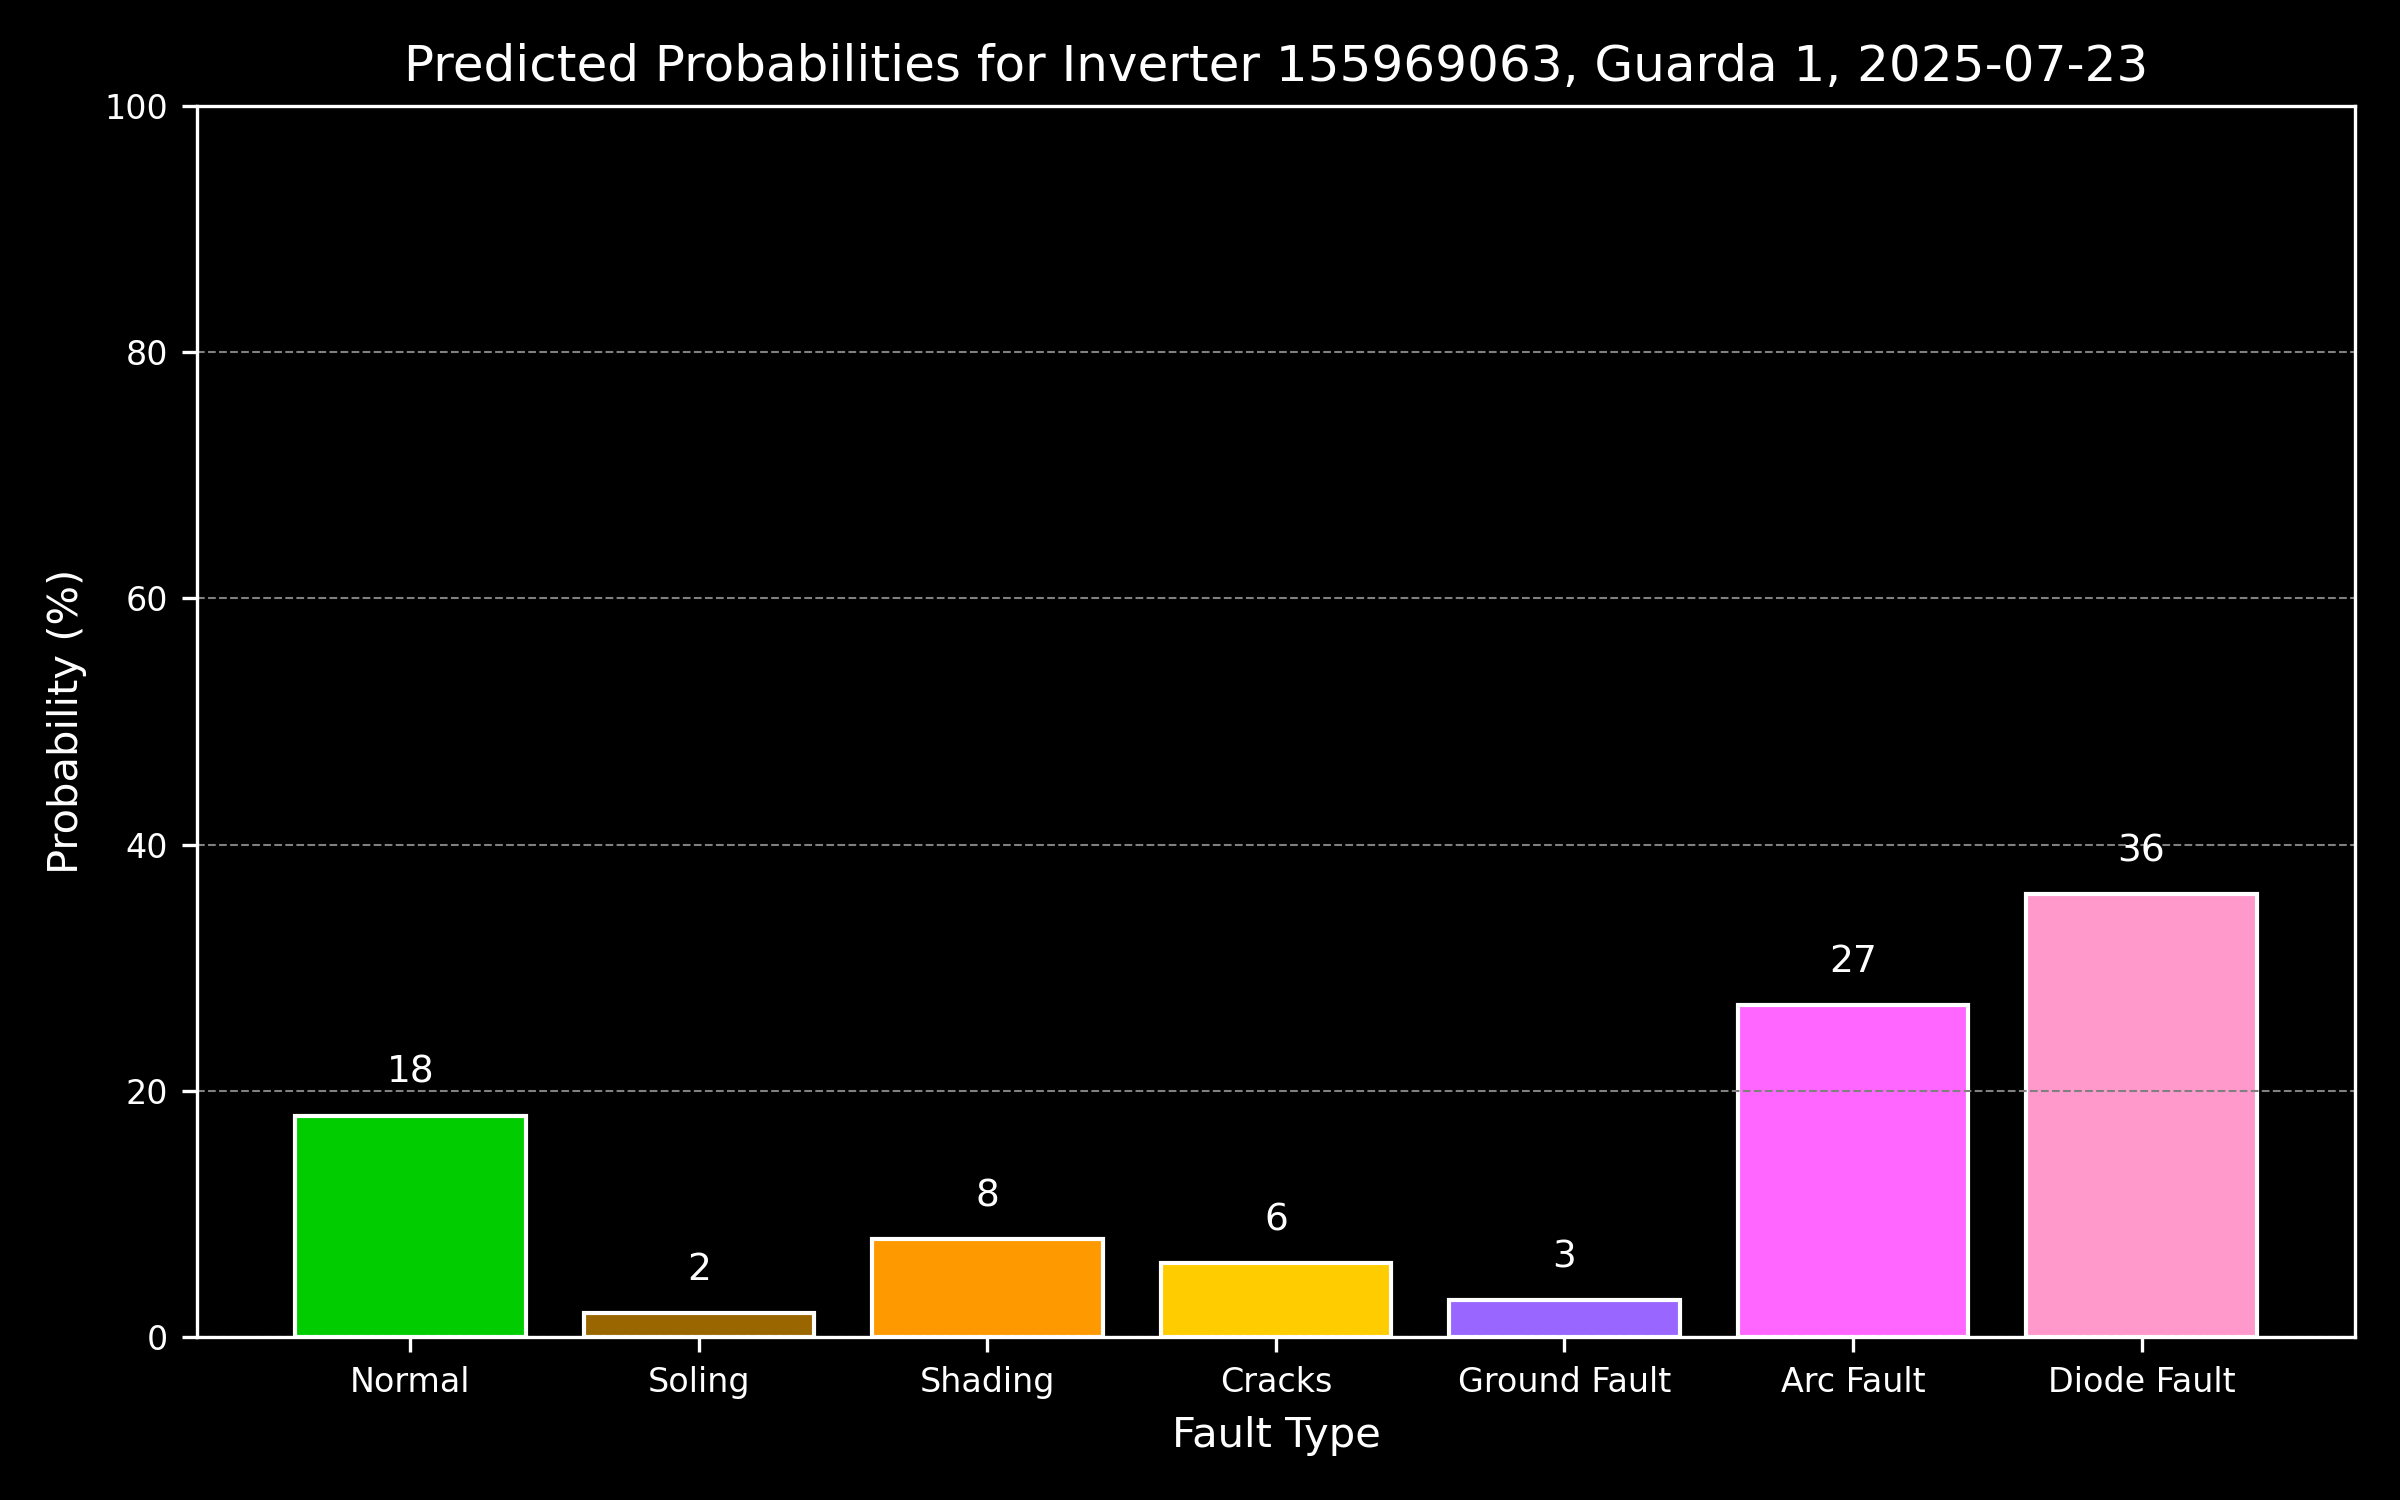 Predicted Probabilities for Inverter 155969063, Guarda 1, 2025-07-23
Probability (%)
100
80
60
40
20
0
18
2
8
6
3
27
36
Normal
Soling
Shading
Cracks
Ground Fault
Arc Fault
Diode Fault
Fault Type